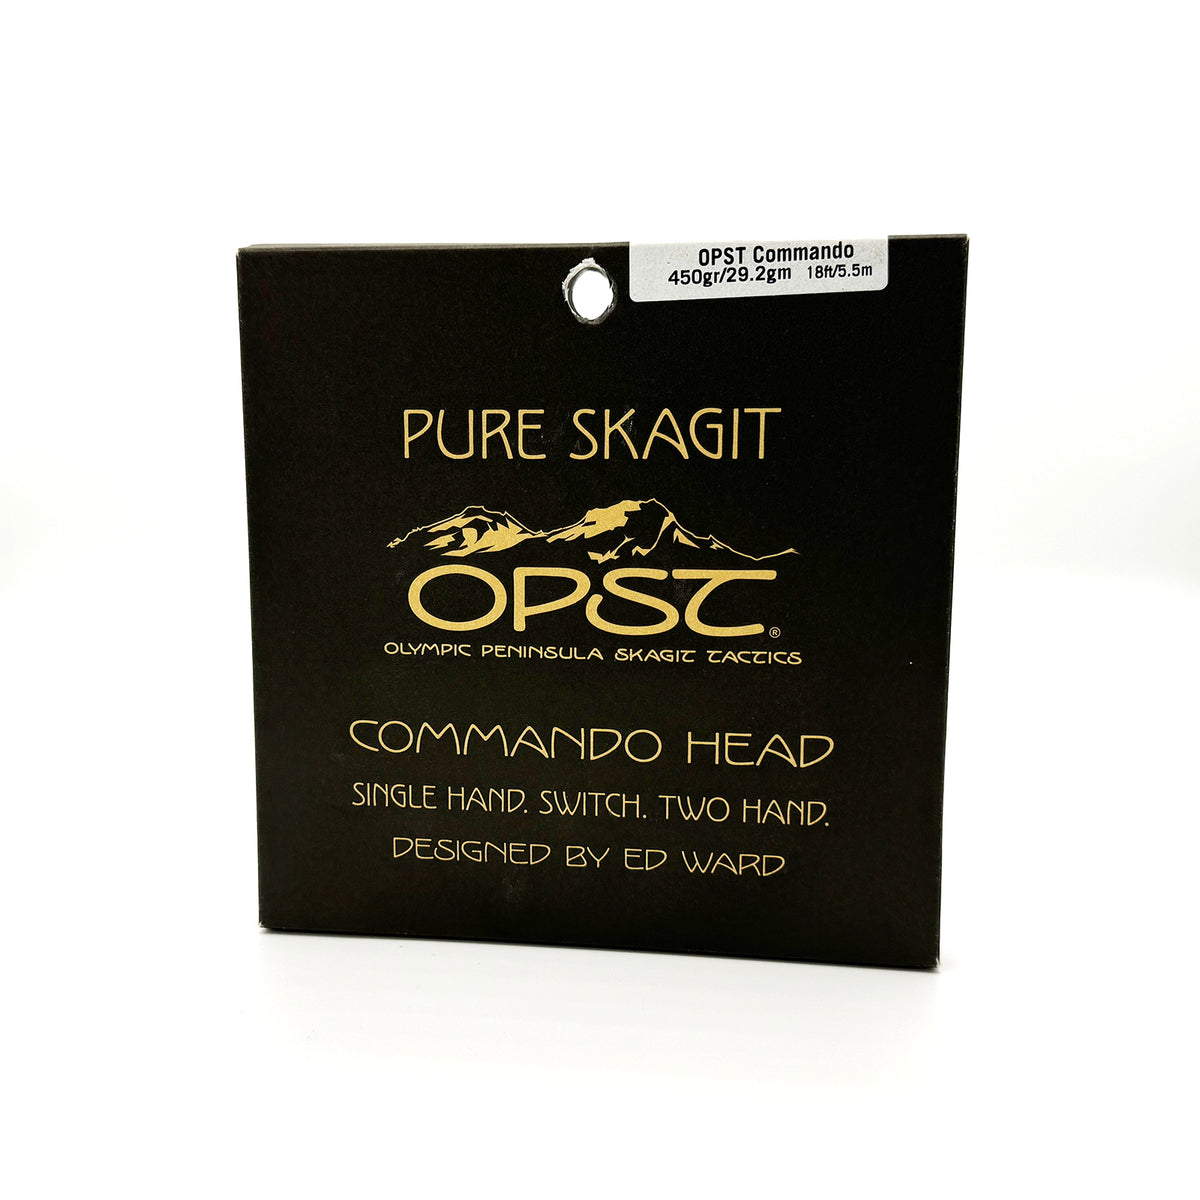 OPST Commando
450gr/29.2gm 18ft/5.5m
PURE SKAGIT
OPST®
OLYMPIC PENINSULA SKAGIT TACTICS
COMMANDO HEAD
SINGLE HAND. SWITCH. TWO HAND.
DESIGNED BY ED WARD